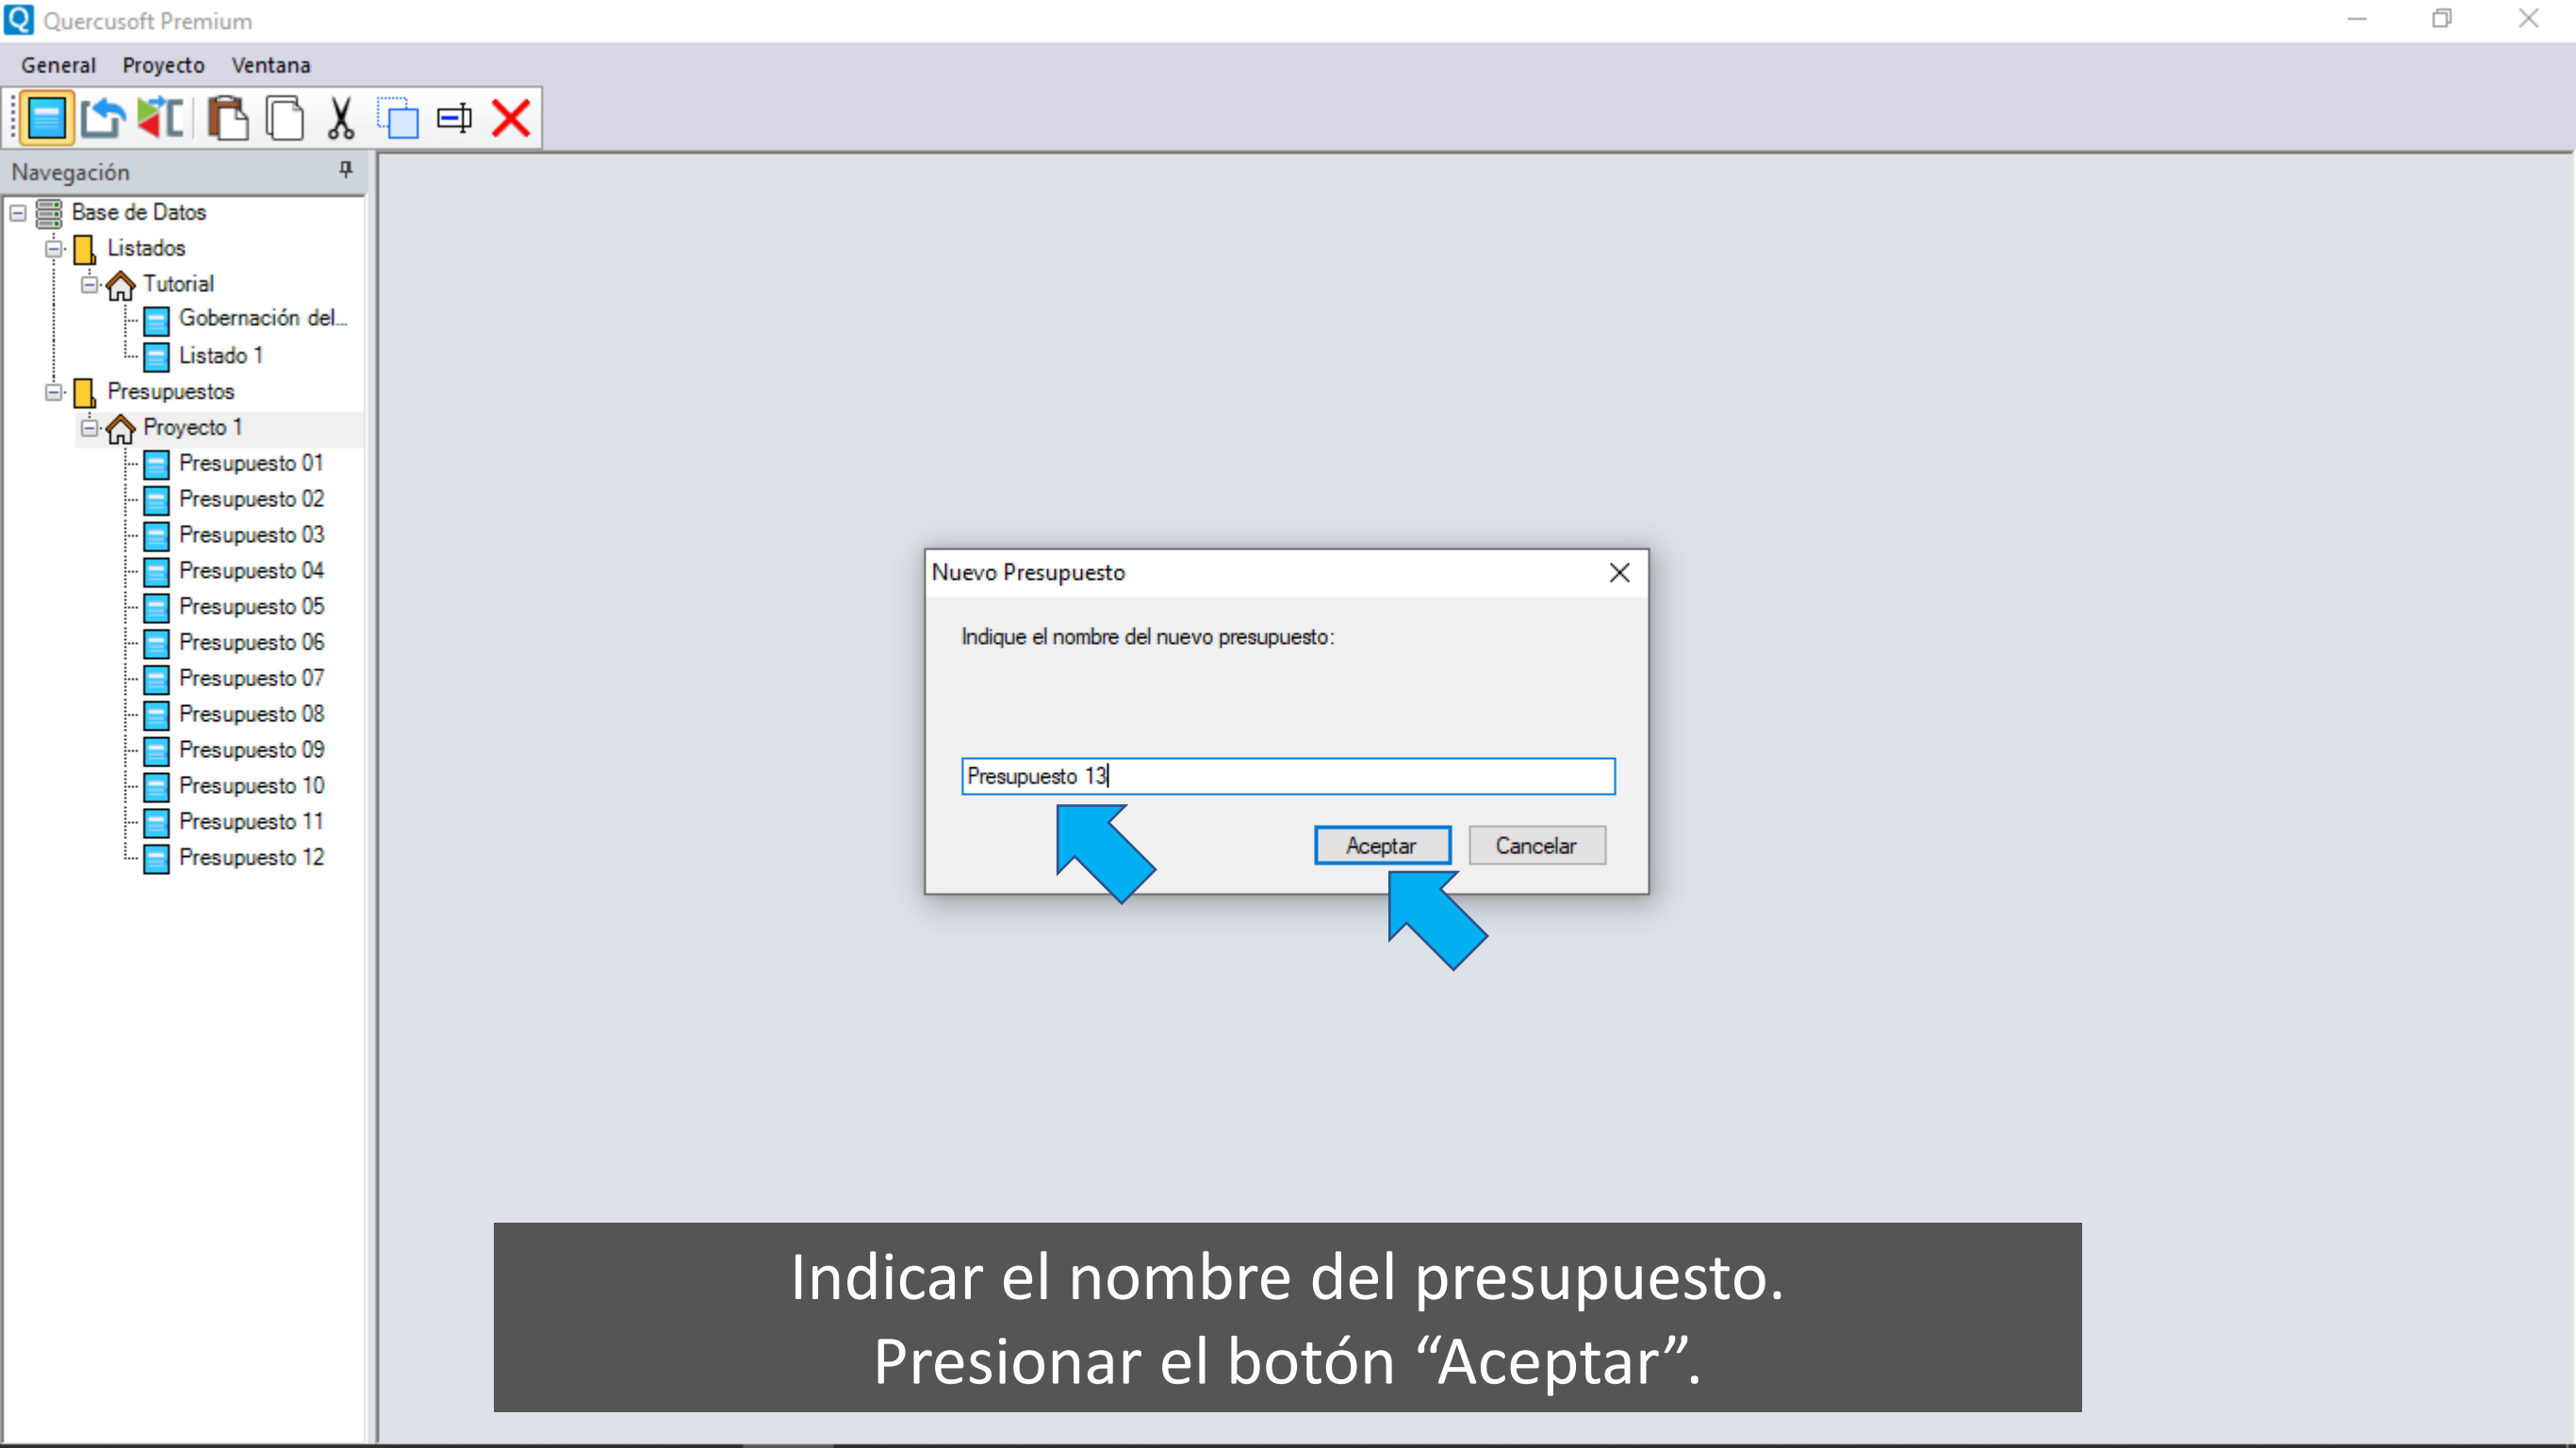 Quercusoft Premium
General Proyecto Ventana
Navegación
Base de Datos
Listados
Tutorial
Gobernación del...
Listado 1
Presupuestos
Proyecto 1
Presupuesto 01
Presupuesto 02
Presupuesto 03
Presupuesto 04
Presupuesto 05
Presupuesto 06
Presupuesto 07
Presupuesto 08
Presupuesto 09
Presupuesto 10
Presupuesto 11
Presupuesto 12
Nuevo Presupuesto
Indique el nombre del nuevo presupuesto:
Presupuesto 13
Aceptar Cancelar
Indicar el nombre del presupuesto.
Presionar el botón “Aceptar”.